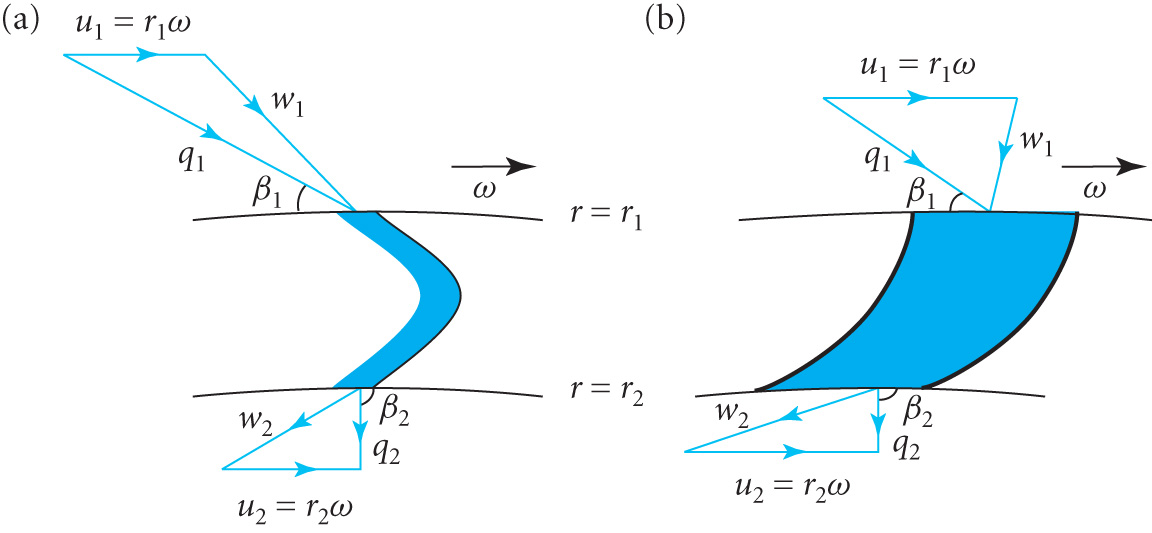 (a)
u₁ = r₁ω
w₁
q₁
β₁
ω
r = r₁
r = r₂
w₂
β₂
q₂
u₂ = r₂ω
(b)
u₁ = r₁ω
w₁
q₁
β₁
ω
w₂
β₂
q₂
u₂ = r₂ω